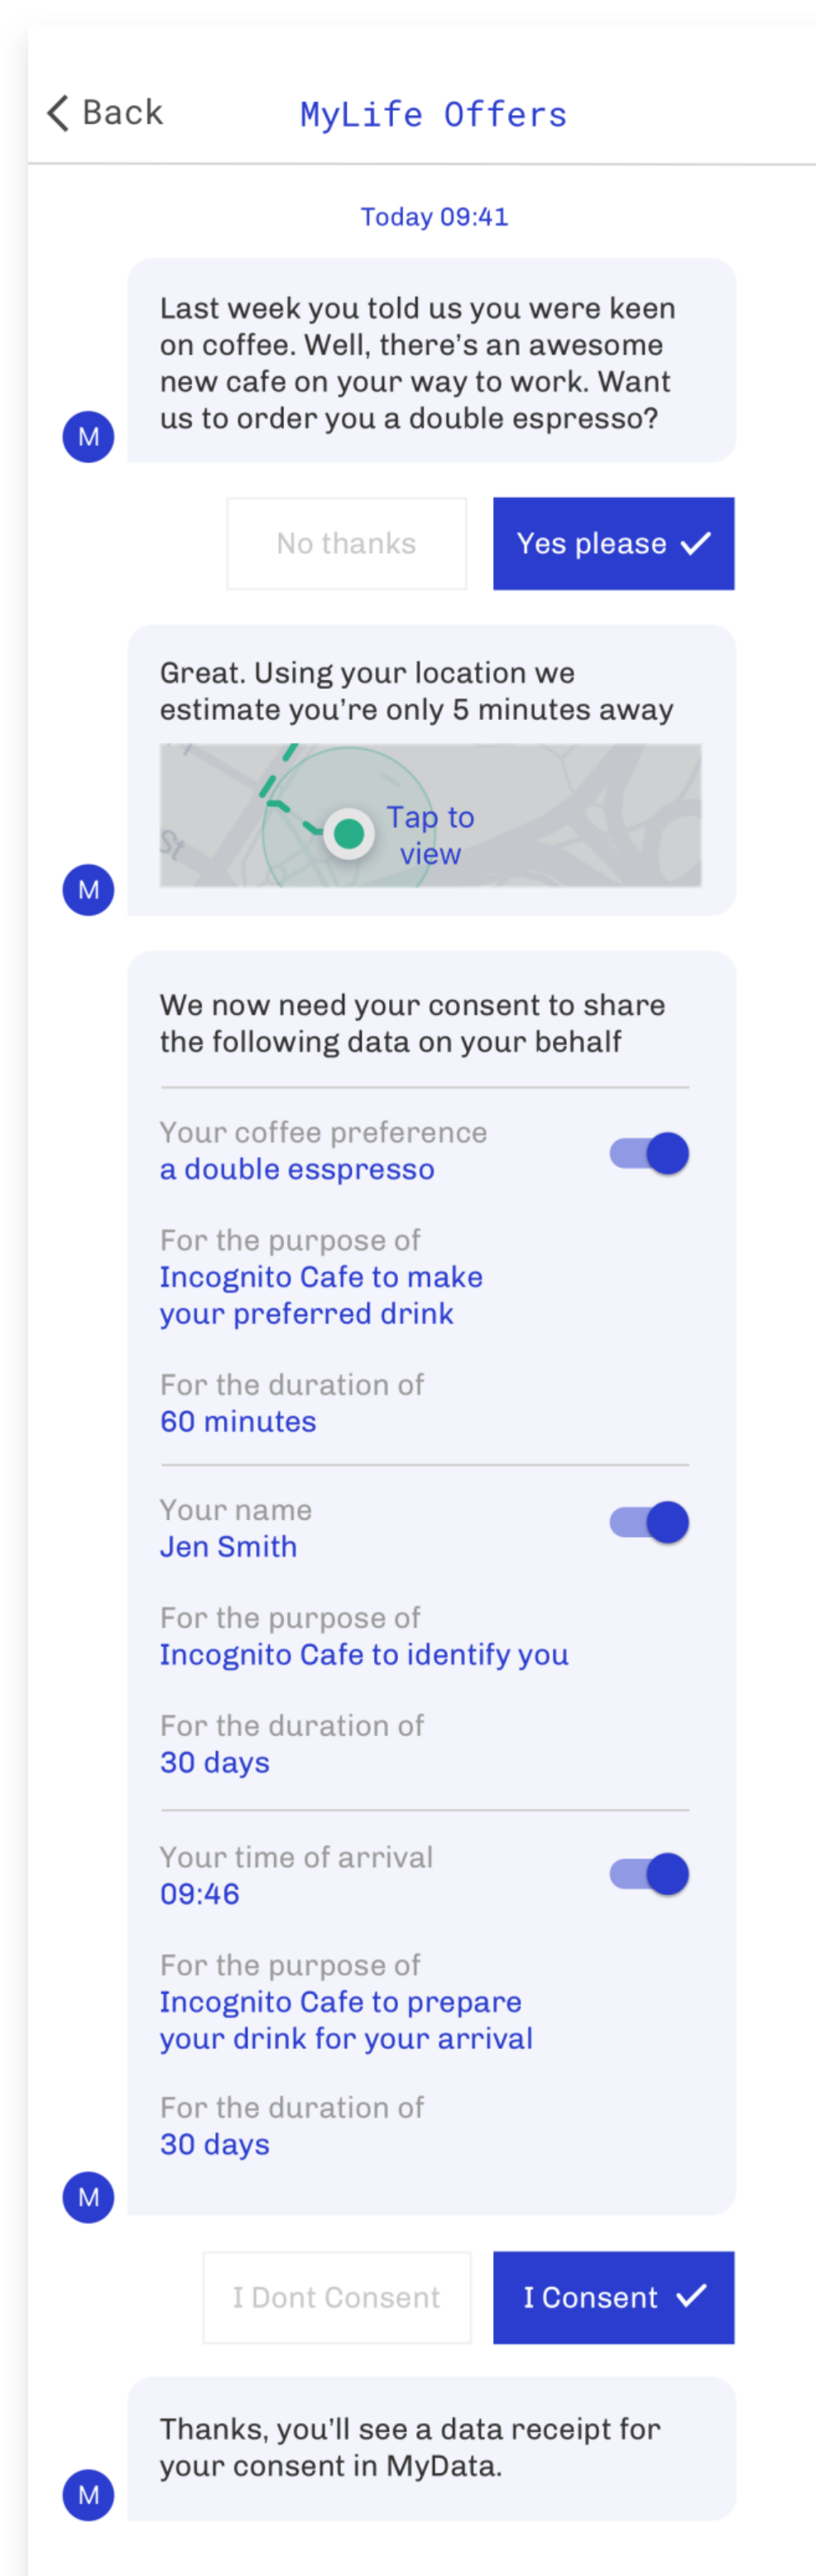 Back
MyLife Offers
Today 09:41
Last week you told us you were keen
on coffee. Well, there's an awesome
new cafe on your way to work. Want
us to order you a double espresso?
M
No thanks
Yes please
Great. Using your location we
estimate you're only 5 minutes away
St
Tap to
view
M
We now need your consent to share
the following data on your behalf
Your coffee preference
a double esspresso
For the purpose of
Incognito Cafe to make
your preferred drink
For the duration of
60 minutes
Your name
Jen Smith
For the purpose of
Incognito Cafe to identify you
For the duration of
30 days
Your time of arrival
09:46
For the purpose of
Incognito Cafe to prepare
your drink for your arrival
For the duration of
30 days
M
I Dont Consent
I Consent
Thanks, you'll see a data receipt for
your consent in MyData.
M